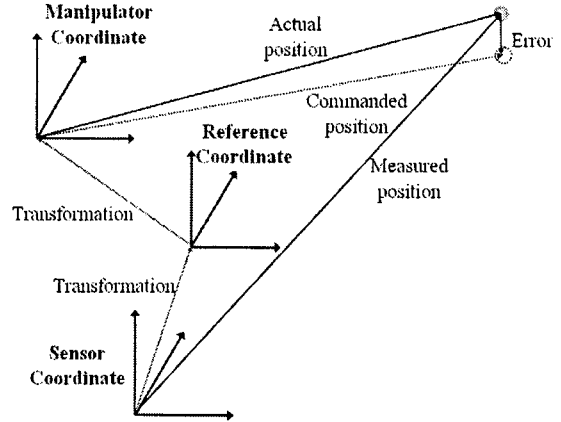 Manipulator
Coordinate
Actual
position
Error
Commanded
position
Reference
Coordinate
Measured
position
Transformation
Transformation
Sensor
Coordinate